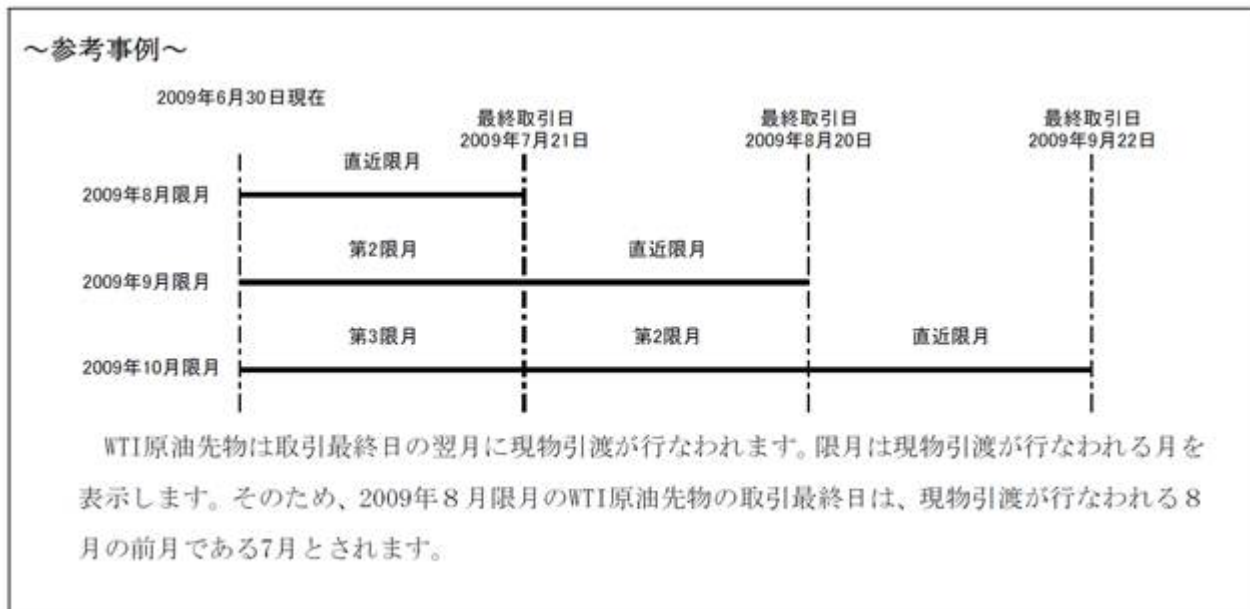 ～参考事例～
2009年6月30日現在
最終取引日 最終取引日 最終取引日
2009年7月21日 2009年8月20日 2009年9月22日
直近限月
2009年8月限月
第2限月 直近限月
2009年9月限月
第3限月 第2限月 直近限月
2009年10月限月
WTI原油先物は取引最終日の翌月に現物引渡が行なわれます。限月は現物引渡が行なわれる月を
表示します。そのため、2009年８月限月のWTI原油先物の取引最終日は、現物引渡が行なわれる８
月の前月である7月とされます。